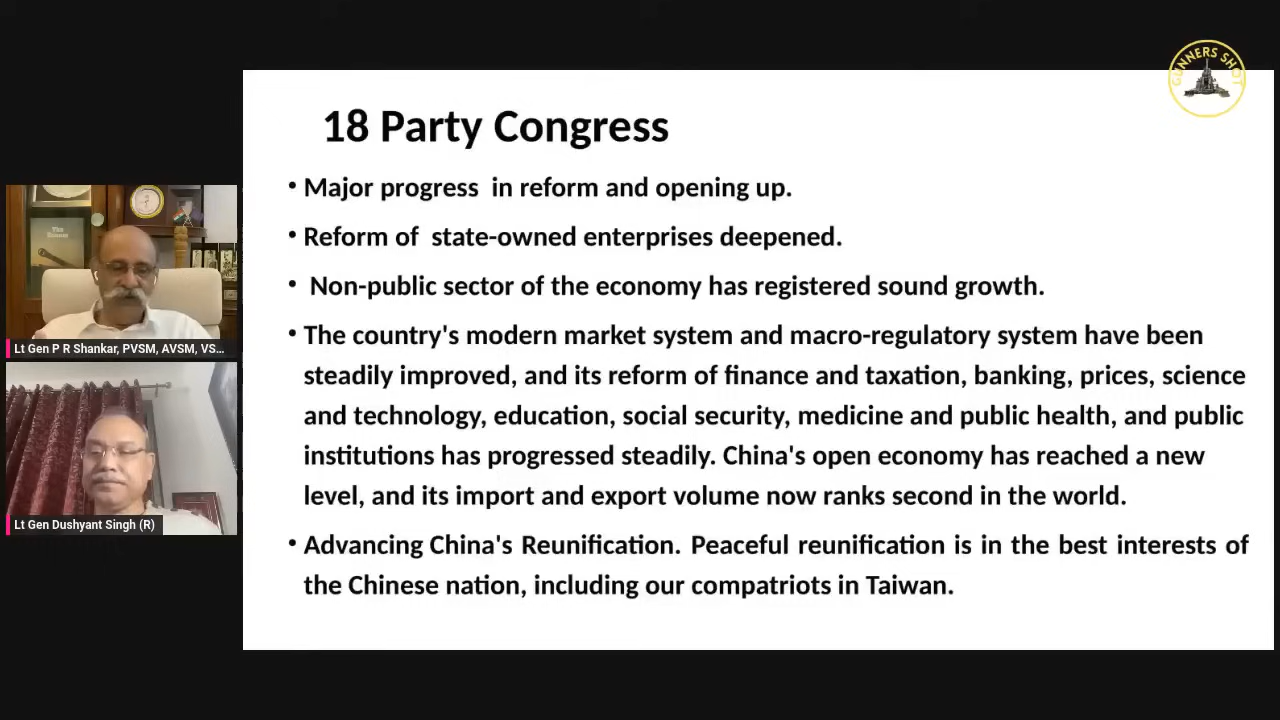 GUNNERS SHOT
18 Party Congress
• Major progress  in reform and opening up.
• Reform of  state-owned enterprises deepened.
•  Non-public sector of the economy has registered sound growth.
• The country's modern market system and macro-regulatory system have been
steadily improved, and its reform of finance and taxation, banking, prices, science
and technology, education, social security, medicine and public health, and public
institutions has progressed steadily. China's open economy has reached a new
level, and its import and export volume now ranks second in the world.
• Advancing China's Reunification. Peaceful reunification is in the best interests of
the Chinese nation, including our compatriots in Taiwan.
Lt Gen P R Shankar, PVSM, AVSM, VS...
Lt Gen Dushyant Singh (R)